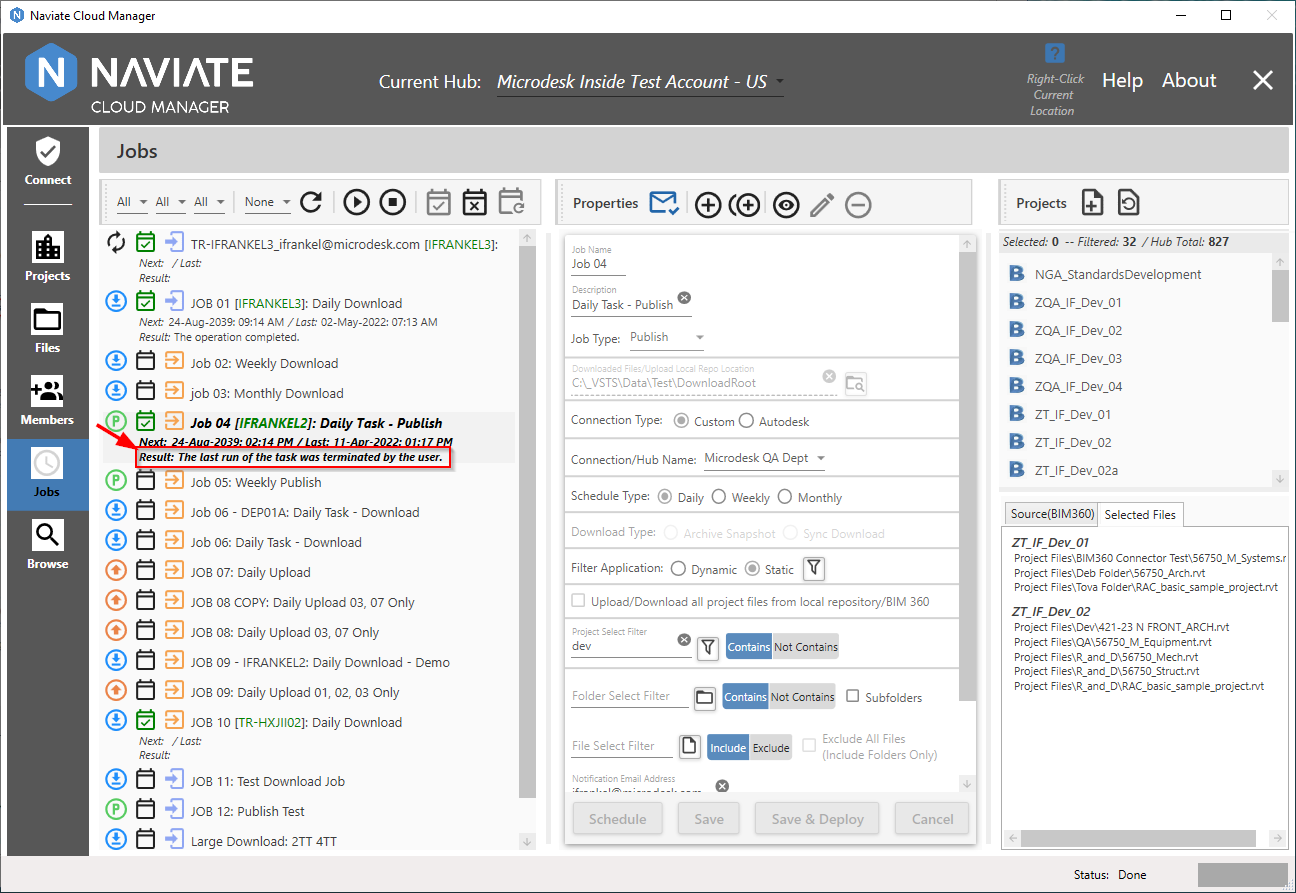 Naviate Cloud Manager
NAVIATE
CLOUD MANAGER
Current Hub: Microdesk Inside Test Account - US
?
Right-Click
Current
Location
Help
About
Connect
Projects
Files
Members
Jobs
Browse
Jobs
All All All None
TR-IFRANKEL3_ifrankel@microdesk.com [IFRANKEL3]:
Next: / Last:
Result:
JOB 01 [IFRANKEL3]: Daily Download
Next: 24-Aug-2039: 09:14 AM / Last: 02-May-2022: 07:13 AM
Result: The operation completed.
Job 02: Weekly Download
job 03: Monthly Download
P Job 04 [IFRANKEL2]: Daily Task - Publish
Next: 24-Aug-2039: 02:14 PM / Last: 11-Apr-2022: 01:17 PM
Result: The last run of the task was terminated by the user.
P Job 05: Weekly Publish
Job 06 - DEP01A: Daily Task - Download
Job 06: Daily Task - Download
JOB 07: Daily Upload
JOB 08 COPY: Daily Upload 03, 07 Only
JOB 08: Daily Upload 03, 07 Only
JOB 09 - IFRANKEL2: Daily Download - Demo
JOB 09: Daily Upload 01, 02, 03 Only
JOB 10 [TR-HXJII02]: Daily Download
Next: / Last:
Result:
JOB 11: Test Download Job
P JOB 12: Publish Test
Large Download: 2TT 4TT
Properties
Job Name
Job 04
Description
Daily Task - Publish
Job Type: Publish
Downloaded Files/Upload Local Repo Location
C:\_VSTS\Data\Test\DownloadRoot
Connection Type: Custom Autodesk
Connection/Hub Name: Microdesk QA Dept
Schedule Type: Daily Weekly Monthly
Download Type: Archive Snapshot Sync Download
Filter Application: Dynamic Static
Upload/Download all project files from local repository/BIM 360
Project Select Filter
dev
Contains Not Contains
Folder Select Filter
Contains Not Contains Subfolders
File Select Filter
Include Exclude
Exclude All Files
(Include Folders Only)
Notification Email Address
ifrankel@microdesk.com
Schedule Save Save & Deploy Cancel
Projects
Selected: 0 -- Filtered: 32 / Hub Total: 827
B NGA_StandardsDevelopment
B ZQA_IF_Dev_01
B ZQA_IF_Dev_02
B ZQA_IF_Dev_03
B ZQA_IF_Dev_04
B ZT_IF_Dev_01
B ZT_IF_Dev_02
B ZT_IF_Dev_02a
Source(BIM360) Selected Files
ZT_IF_Dev_01
Project Files\BIM360 Connector Test\56750_M_Systems.r
Project Files\Deb Folder\56750_Arch.rvt
Project Files\Tova Folder\RAC_basic_sample_project.rvt
ZT_IF_Dev_02
Project Files\Dev\421-23 N FRONT_ARCH.rvt
Project Files\QA\56750_M_Equipment.rvt
Project Files\R_and_D\56750_Mech.rvt
Project Files\R_and_D\56750_Struct.rvt
Project Files\R_and_D\RAC_basic_sample_project.rvt
Status: Done